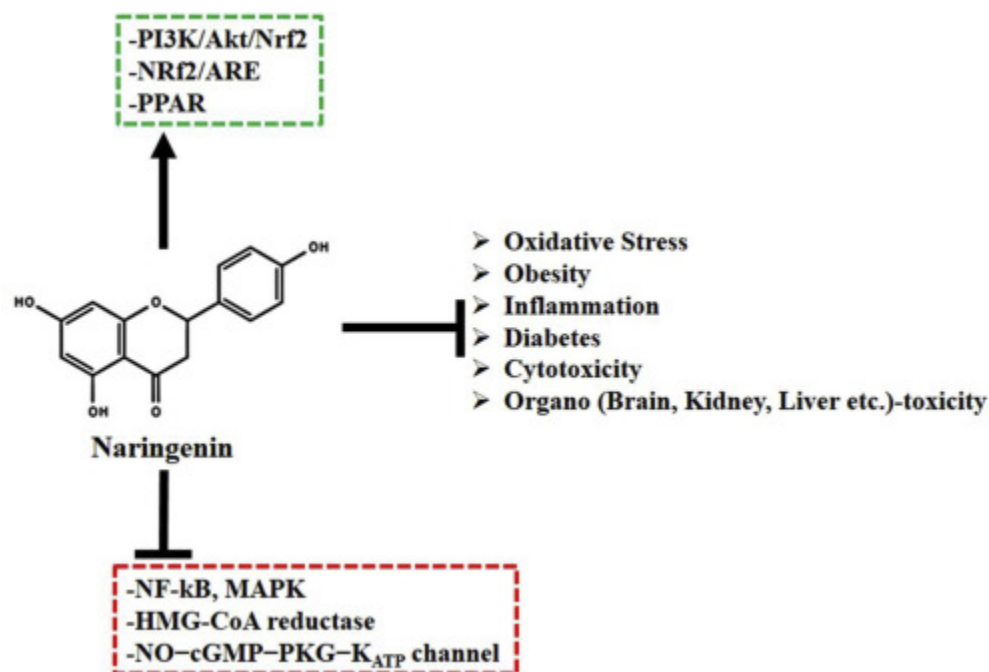 -PI3K/Akt/Nrf2
-NRf2/ARE
-PPAR
OH
HO
O
OH
O
Naringenin
➢ Oxidative Stress
➢ Obesity
➢ Inflammation
➢ Diabetes
➢ Cytotoxicity
➢ Organo (Brain, Kidney, Liver etc.)-toxicity
-NF-kB, MAPK
-HMG-CoA reductase
-NO−cGMP−PKG−K_ATP channel